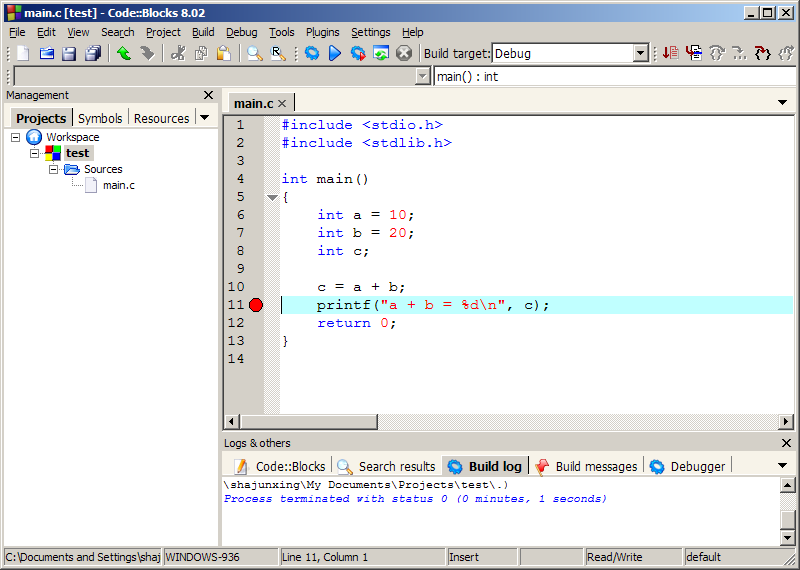 main.c [test] - Code::Blocks 8.02
File Edit View Search Project Build Debug Tools Plugins Settings Help
Build target: Debug
main() : int
Management
Projects Symbols Resources
Workspace
test
Sources
main.c
main.c
1 #include <stdio.h>
2 #include <stdlib.h>
3
4 int main()
5 {
6     int a = 10;
7     int b = 20;
8     int c;
9
10     c = a + b;
11     printf("a + b = %d\n", c);
12     return 0;
13 }
14
Logs & others
Code::Blocks Search results Build log Build messages Debugger
\shajunxing\My Documents\Projects\test\.)
Process terminated with status 0 (0 minutes, 1 seconds)
C:\Documents and Settings\shaj WINDOWS-936 Line 11, Column 1 Insert Read/Write default